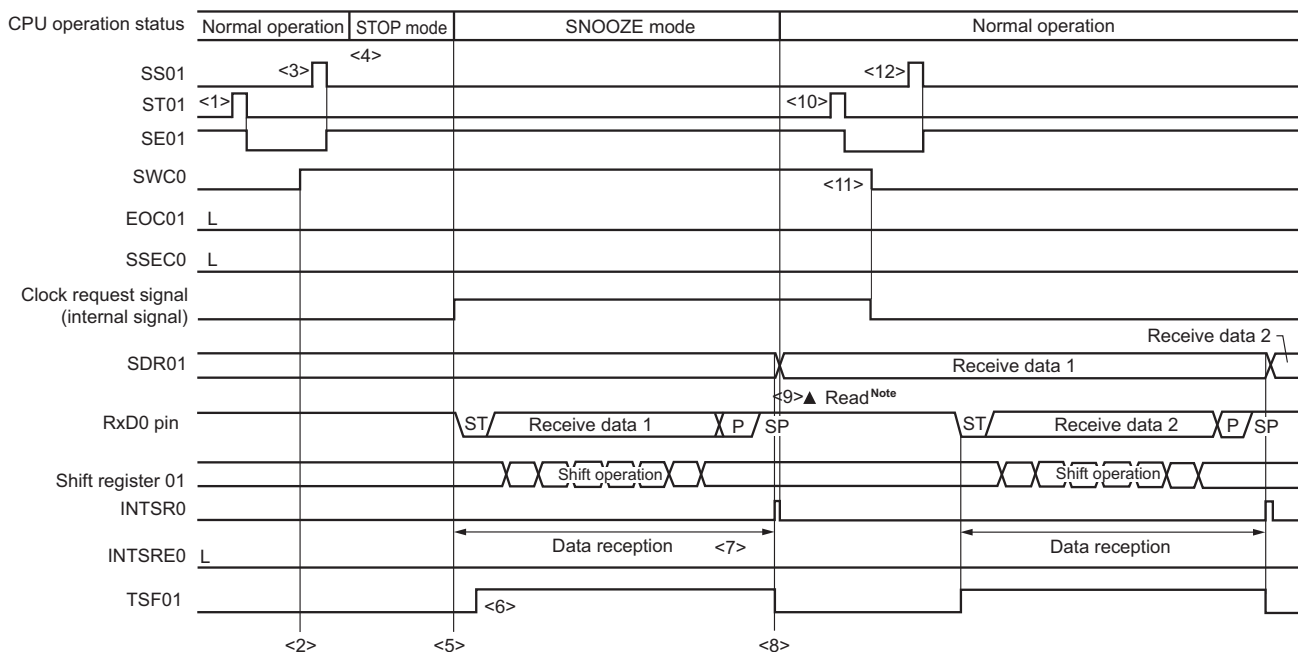 CPU operation status
Normal operation
STOP mode
SNOOZE mode
Normal operation
<4>
SS01
<3>
<12>
ST01
<1>
<10>
SE01
SWC0
<11>
EOC01
L
SSEC0
L
Clock request signal
(internal signal)
Receive data 2
SDR01
Receive data 1
<9>▲ Read Note
RxD0 pin
ST
Receive data 1
P
SP
ST
Receive data 2
P
SP
Shift register 01
Shift operation
Shift operation
INTSR0
Data reception
<7>
Data reception
INTSRE0
L
TSF01
<6>
<2>
<5>
<8>